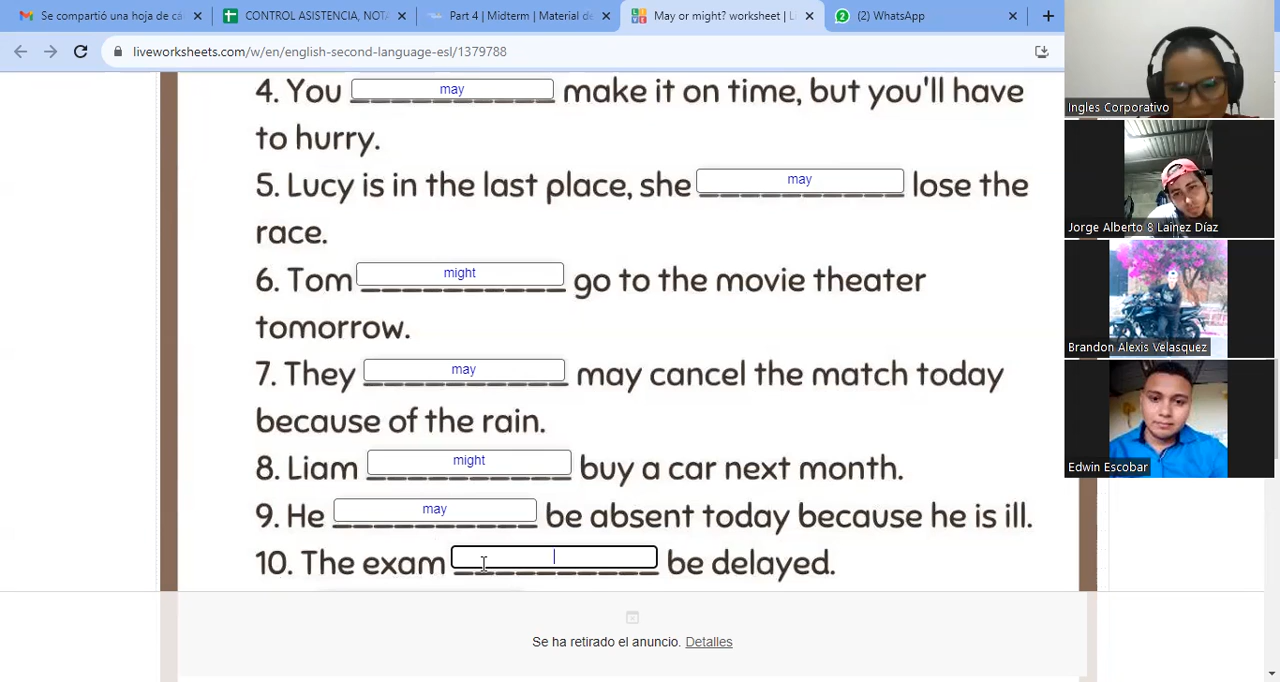 Se compartió una hoja de cá
CONTROL ASISTENCIA, NOTA
Part 4 | Midterm | Material de
May or might? worksheet | Li
(2) WhatsApp
liveworksheets.com/w/en/english-second-language-esl/1379788
4. You may make it on time, but you'll have
to hurry.
5. Lucy is in the last place, she may lose the
race.
6. Tom might go to the movie theater
tomorrow.
7. They may may cancel the match today
because of the rain.
8. Liam might buy a car next month.
9. He may be absent today because he is ill.
10. The exam __________ be delayed.
Se ha retirado el anuncio. Detalles
Ingles Corporativo
Jorge Alberto 8 Lainez Díaz
Brandon Alexis Velasquez
Edwin Escobar